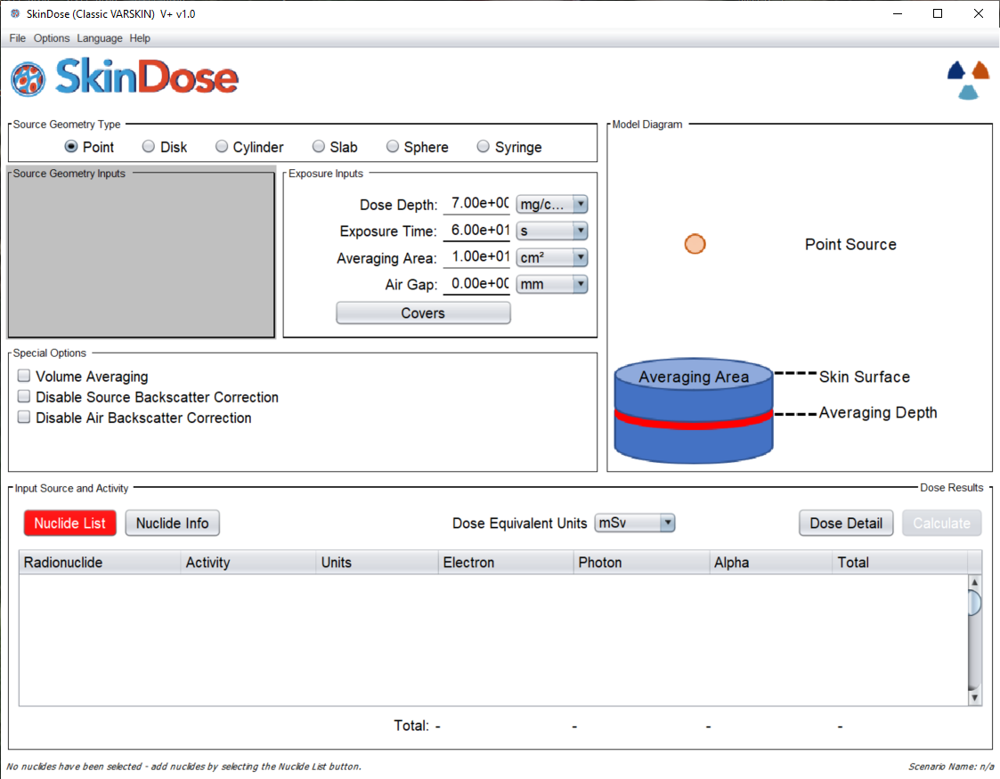 SkinDose (Classic VARSKIN) V+ v1.0
File Options Language Help
SkinDose
Source Geometry Type
Point Disk Cylinder Slab Sphere Syringe
Source Geometry Inputs
Exposure Inputs
Dose Depth: 7.00e+00 mg/c...
Exposure Time: 6.00e+01 s
Averaging Area: 1.00e+01 cm²
Air Gap: 0.00e+00 mm
Covers
Special Options
Volume Averaging
Disable Source Backscatter Correction
Disable Air Backscatter Correction
Model Diagram
Point Source
Averaging Area
Skin Surface
Averaging Depth
Input Source and Activity
Dose Results
Nuclide List Nuclide Info Dose Equivalent Units mSv Dose Detail Calculate
Radionuclide Activity Units Electron Photon Alpha Total
Total: - - - -
No nuclides have been selected - add nuclides by selecting the Nuclide List button.
Scenario Name: n/a